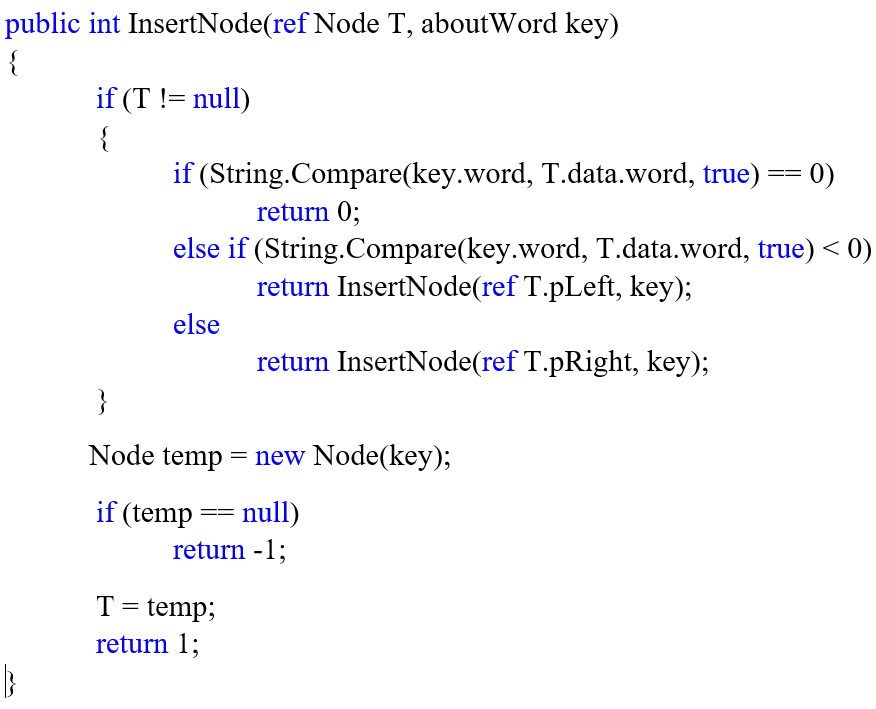 public int InsertNode(ref Node T, aboutWord key)
{
if (T != null)
{
if (String.Compare(key.word, T.data.word, true) == 0)
return 0;
else if (String.Compare(key.word, T.data.word, true) < 0)
return InsertNode(ref T.pLeft, key);
else
return InsertNode(ref T.pRight, key);
}
Node temp = new Node(key);
if (temp == null)
return -1;
T = temp;
return 1;
}